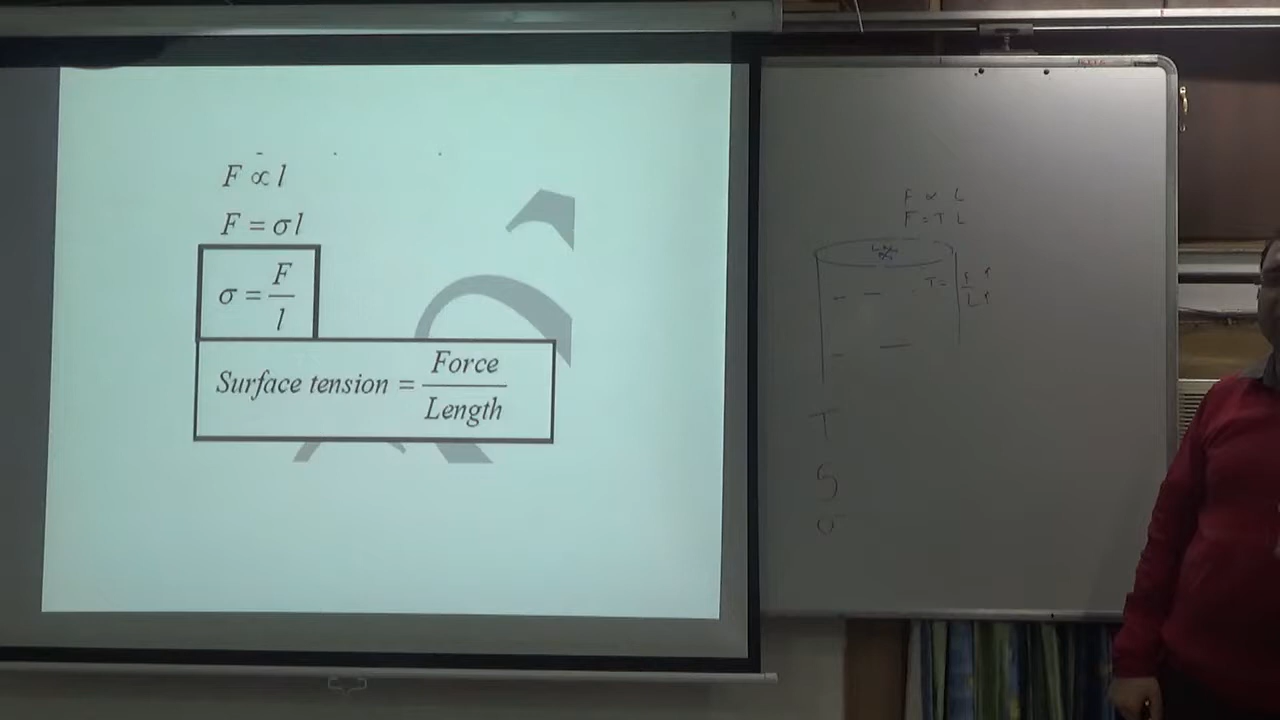 F ∝ l
F = σl
σ = F/l
Surface tension = Force/Length
F ∝ L
F = T L
T = F/L
T
S
σ